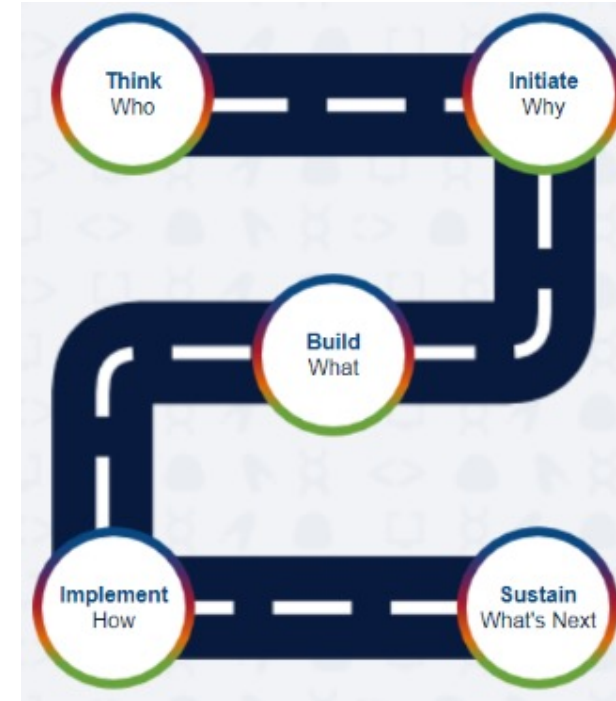 Think
Who
Initiate
Why
Build
What
Implement
How
Sustain
What's Next